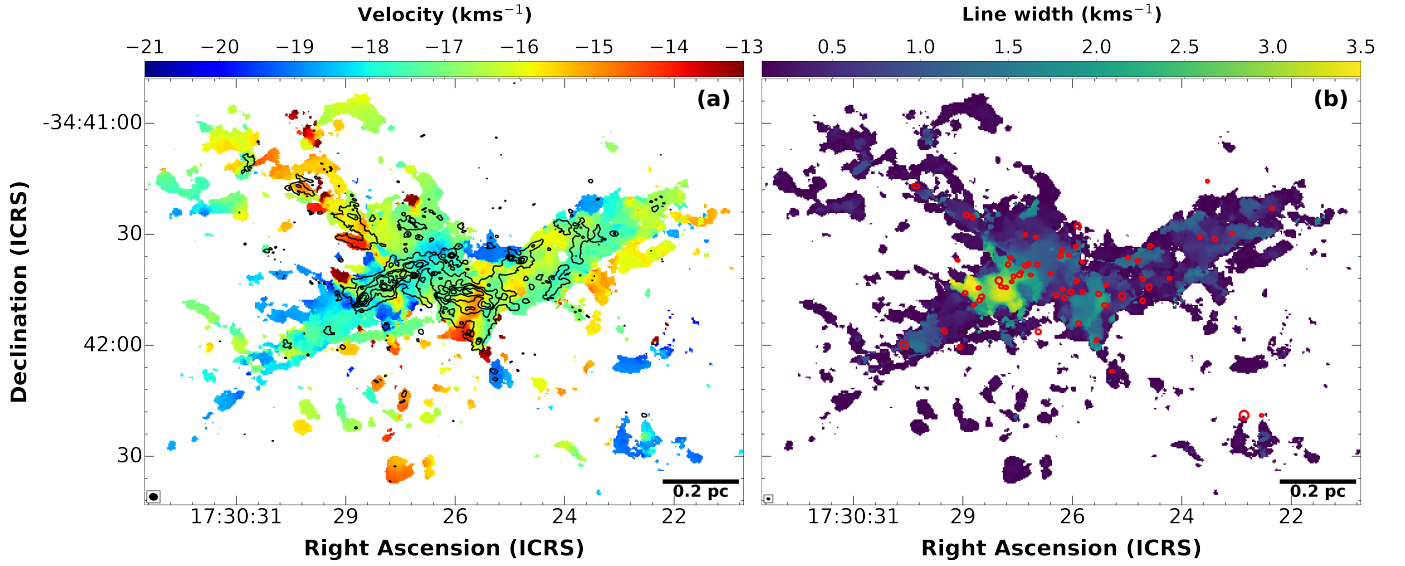 Velocity (kms⁻¹)
−21 −20 −19 −18 −17 −16 −15 −14 −13
Line width (kms⁻¹)
0.5 1.0 1.5 2.0 2.5 3.0 3.5
(a)
(b)
Declination (ICRS)
-34:41:00
30
42:00
30
0.2 pc
0.2 pc
17:30:31 29 26 24 22
17:30:31 29 26 24 22
Right Ascension (ICRS)
Right Ascension (ICRS)